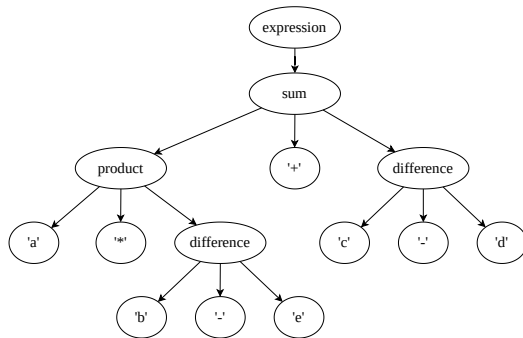 expression
sum
product
'+'
difference
'a'
'*'
difference
'c'
'-'
'd'
'b'
'-'
'e'